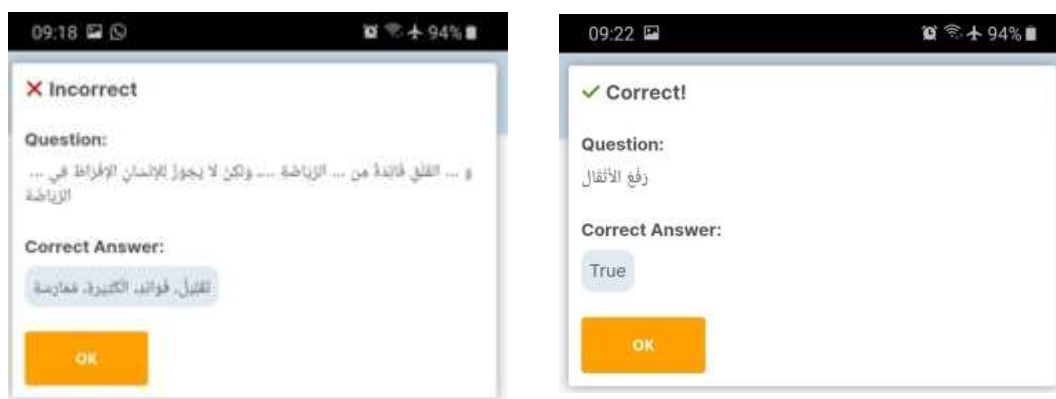 09:18 94%
Incorrect
Question:
و ... القلق فائدة من ... الرياضة .... ولكن لا يجوز للإنسان الإفراط في ...
الرياضة
Correct Answer:
تقليل، فوائد، الكثيرة، ممارسة
OK
09:22 94%
Correct!
Question:
رفع الأثقال
Correct Answer:
True
OK